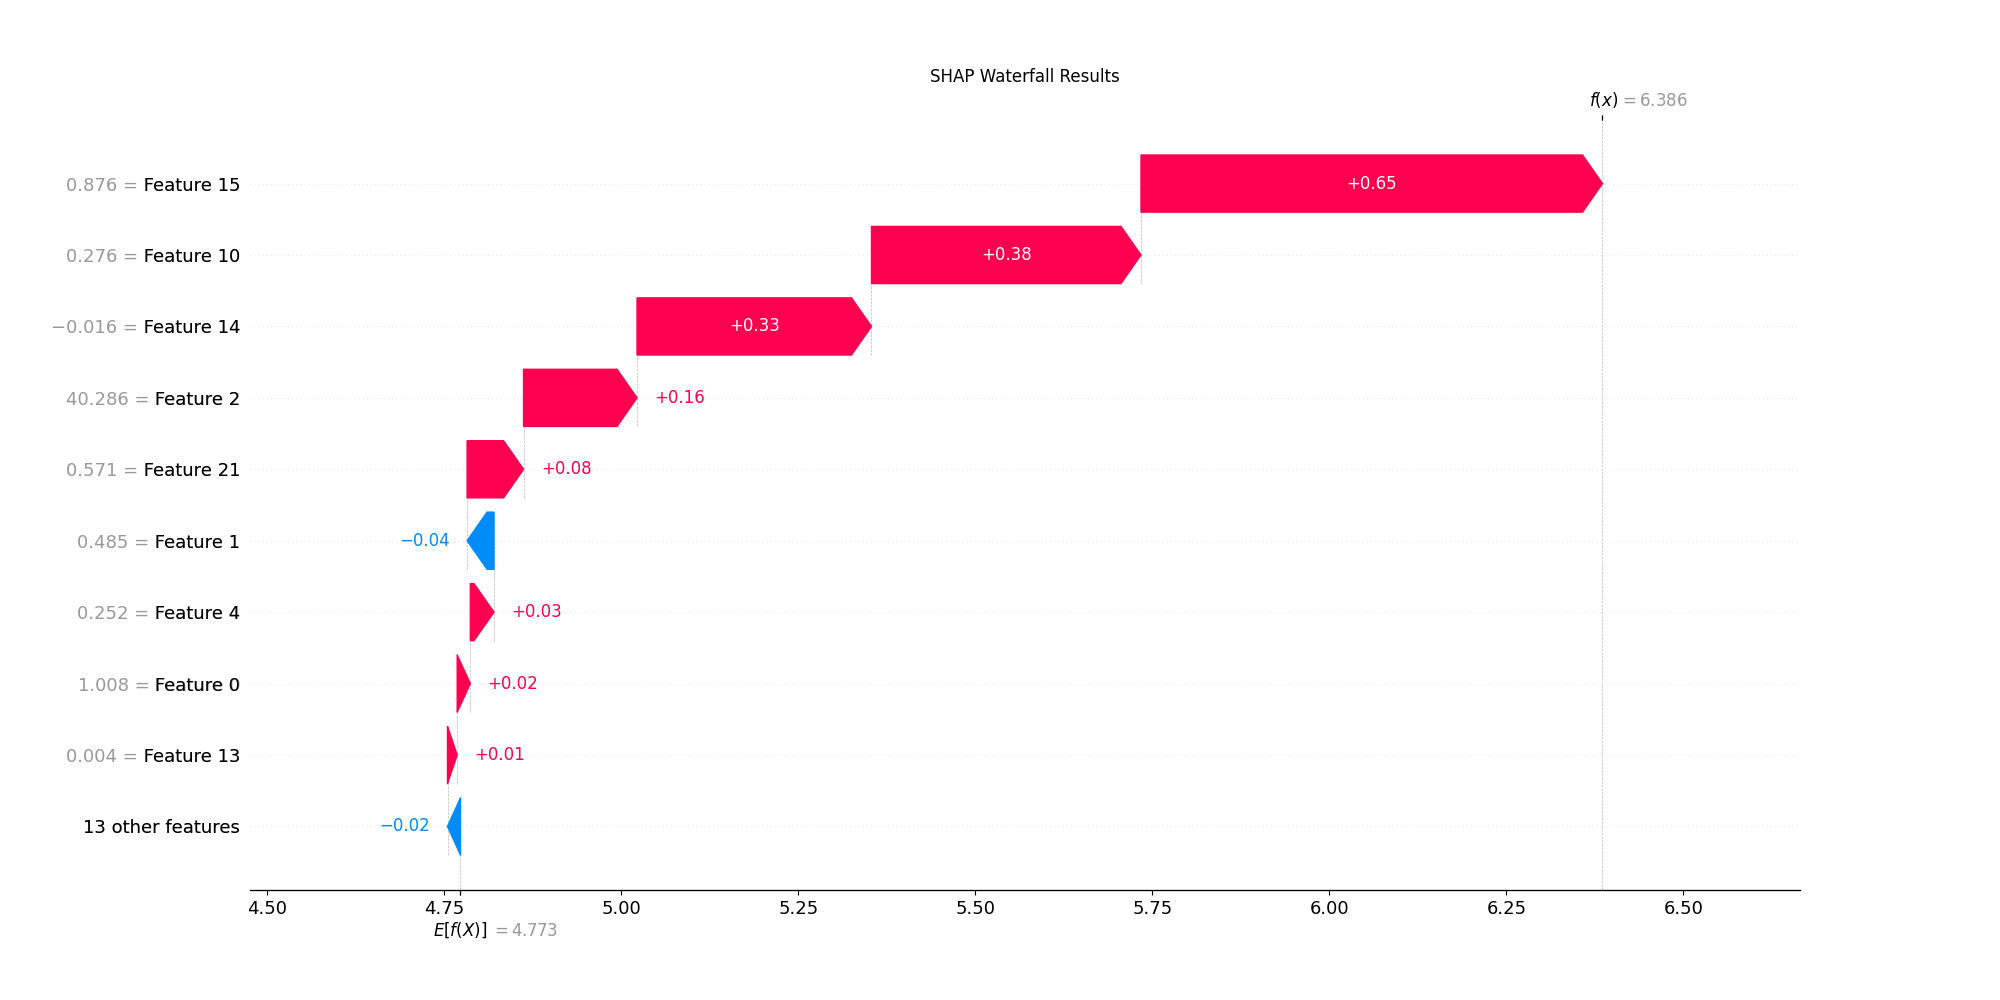 SHAP Waterfall Results
f(x) = 6.386
0.876 = Feature 15
+0.65
0.276 = Feature 10
+0.38
−0.016 = Feature 14
+0.33
40.286 = Feature 2
+0.16
0.571 = Feature 21
+0.08
0.485 = Feature 1
−0.04
0.252 = Feature 4
+0.03
1.008 = Feature 0
+0.02
0.004 = Feature 13
+0.01
13 other features
−0.02
4.50 4.75 5.00 5.25 5.50 5.75 6.00 6.25 6.50
E[f(X)] = 4.773